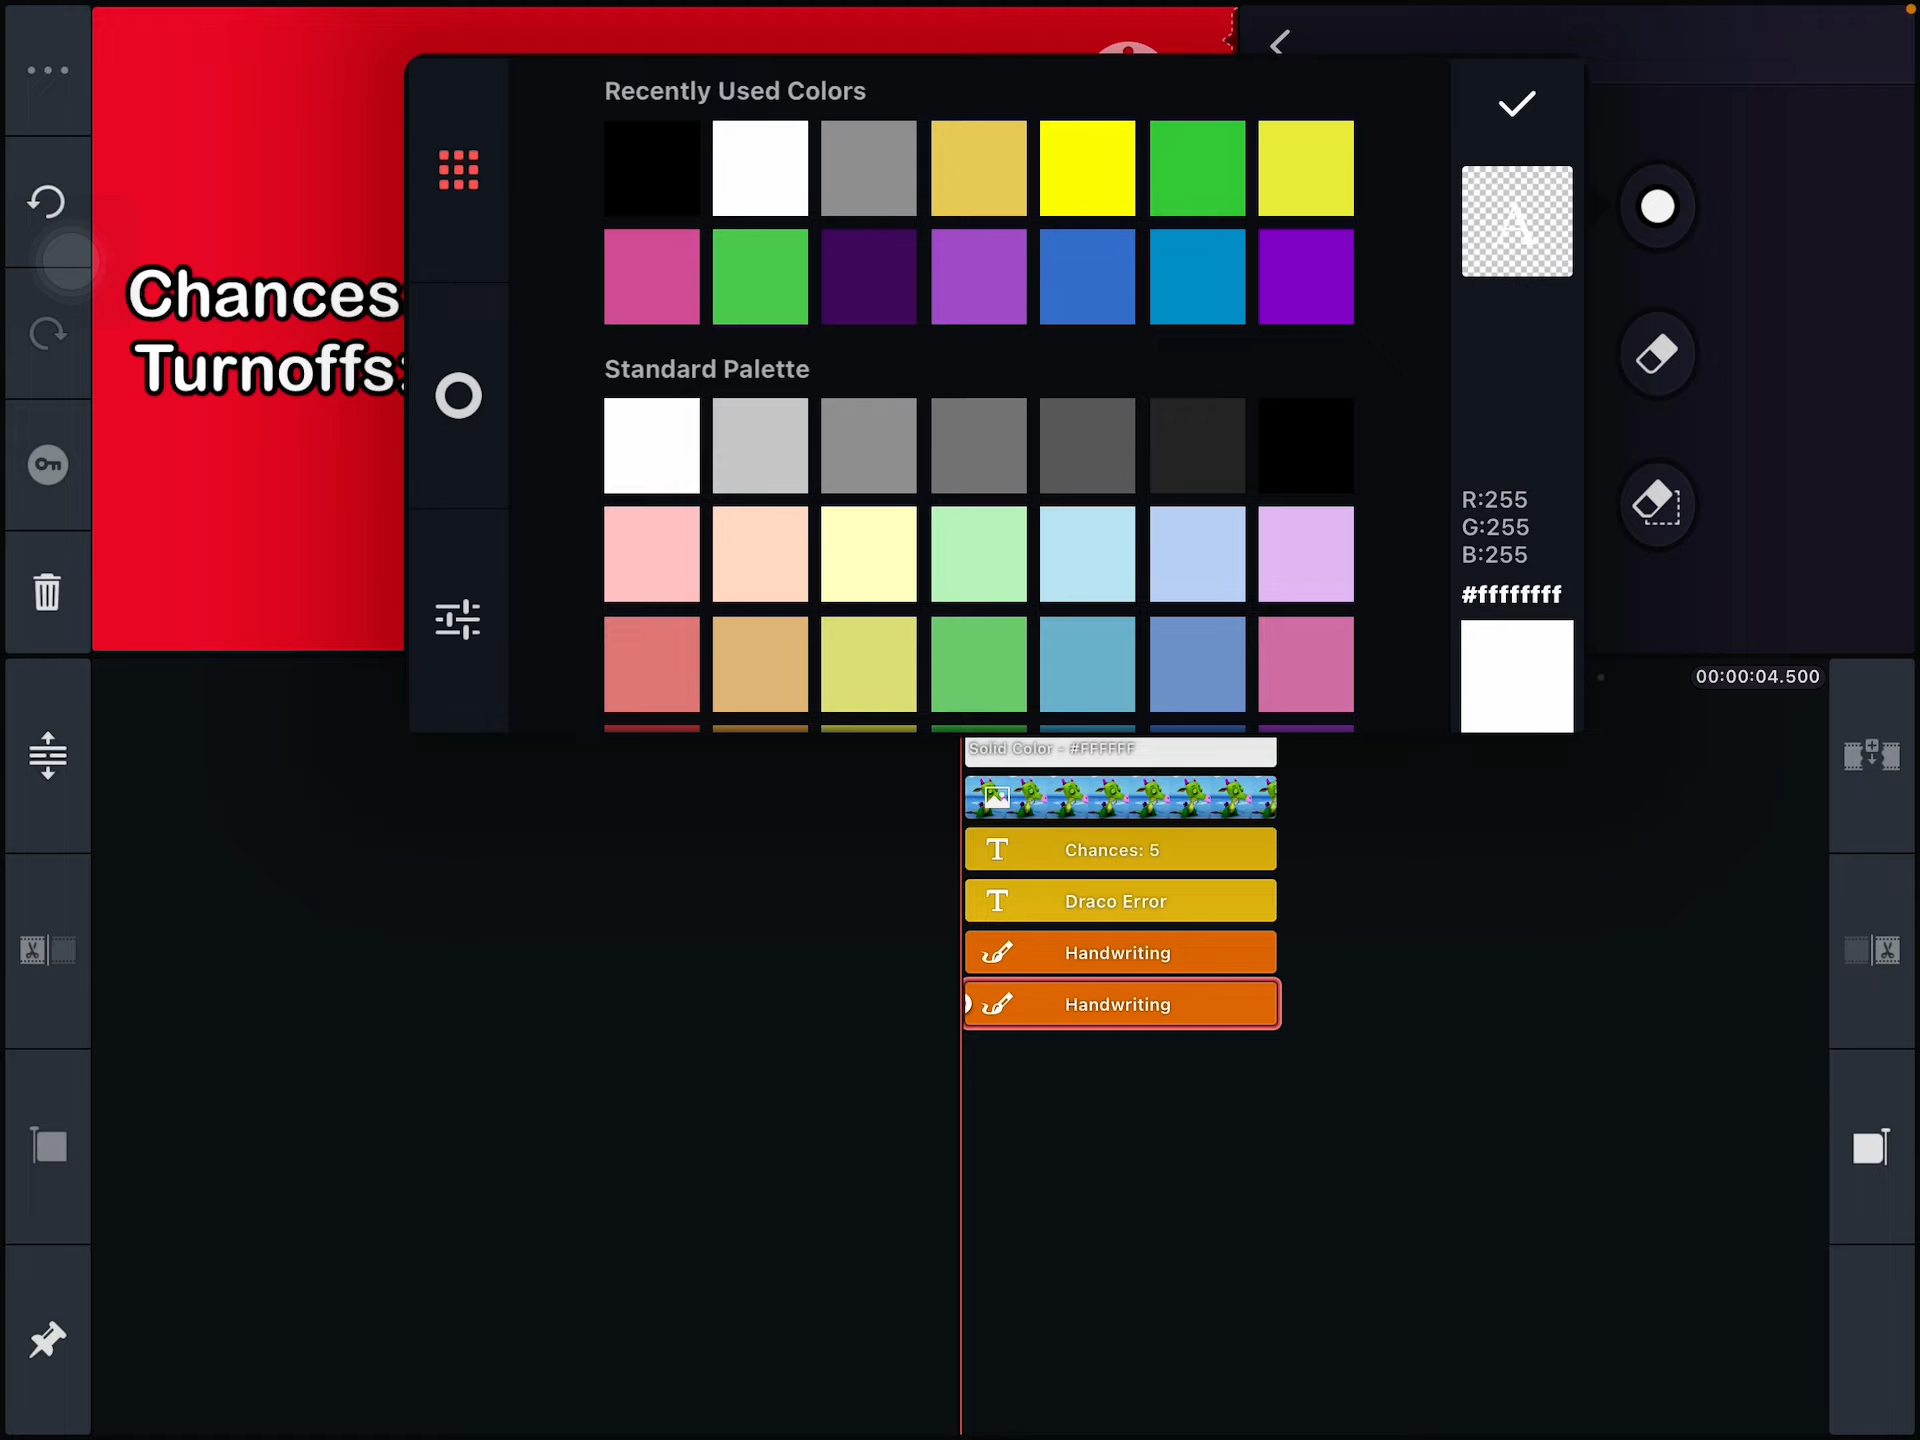 Recently Used Colors
Chances:
Turnoffs:
Standard Palette
A
R:255
G:255
B:255
#ffffffff
00:00:04.500
Solid Color - #FFFFFF
T Chances: 5
T Draco Error
Handwriting
Handwriting